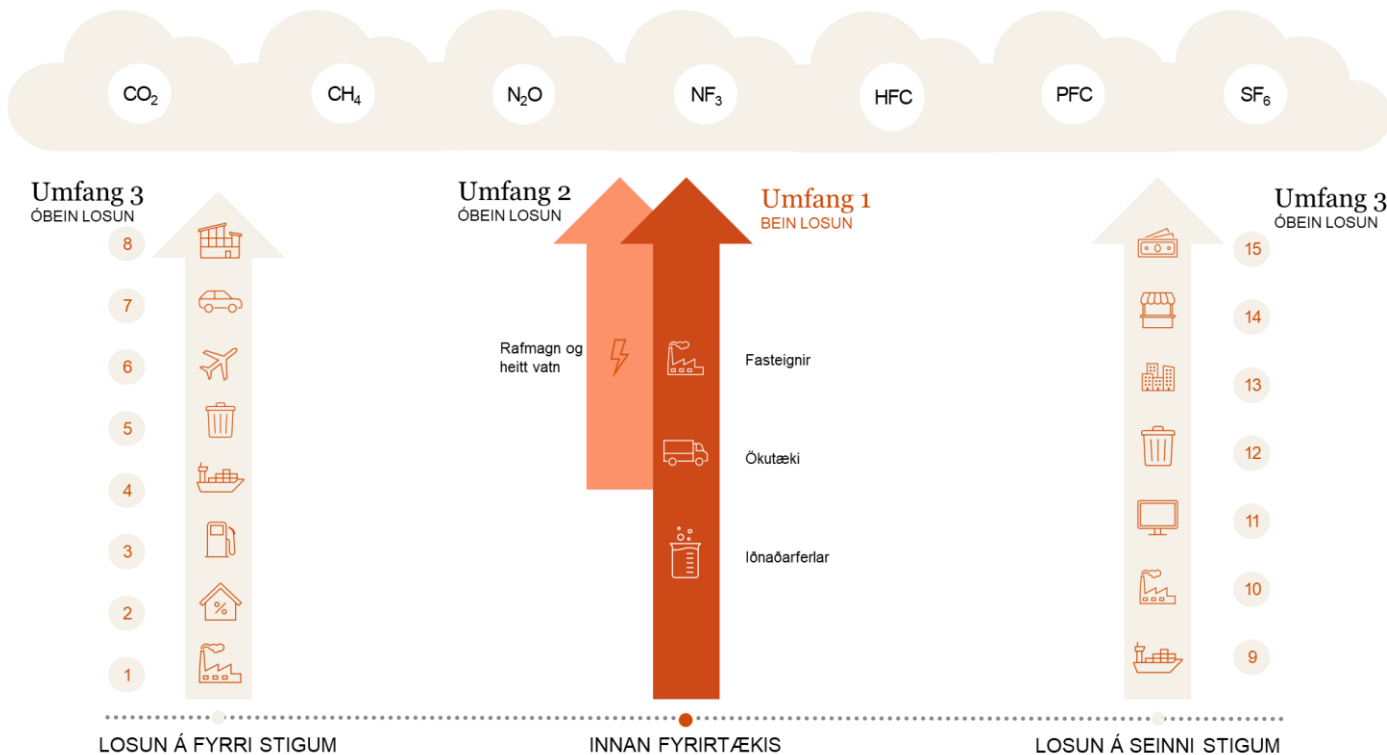 CO₂
CH₄
N₂O
NF₃
HFC
PFC
SF₆
Umfang 3
ÓBEIN LOSUN
8
7
6
5
4
3
2
1
Umfang 2
ÓBEIN LOSUN
Rafmagn og
heitt vatn
Umfang 1
BEIN LOSUN
Fasteignir
Ökutæki
Iðnaðarferlar
Umfang 3
ÓBEIN LOSUN
15
14
13
12
11
10
9
%
LOSUN Á FYRRI STIGUM
INNAN FYRIRTÆKIS
LOSUN Á SEINNI STIGUM